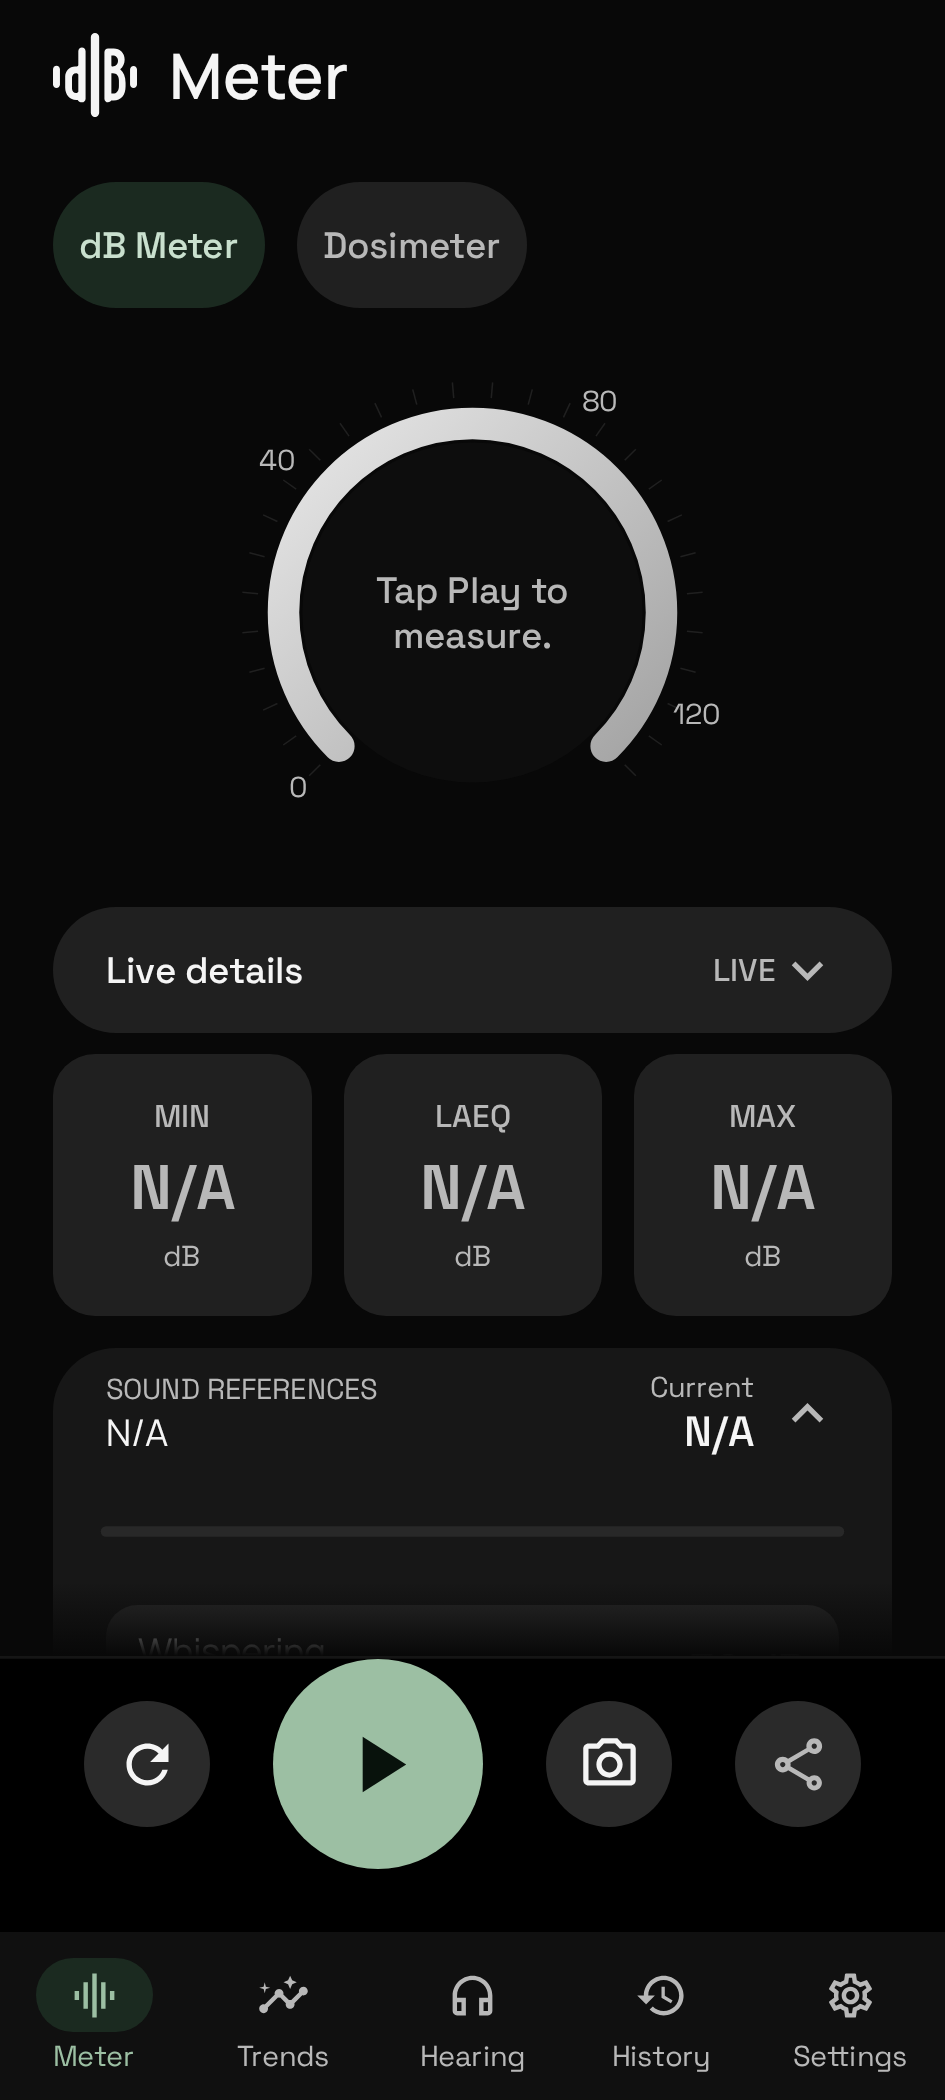 dB Meter
dB Meter Dosimeter
80
40
Tap Play to
measure.
120
0
Live details LIVE
MIN LAEQ MAX
N/A N/A N/A
dB dB dB
SOUND REFERENCES Current
N/A N/A
Whispering
Meter Trends Hearing History Settings